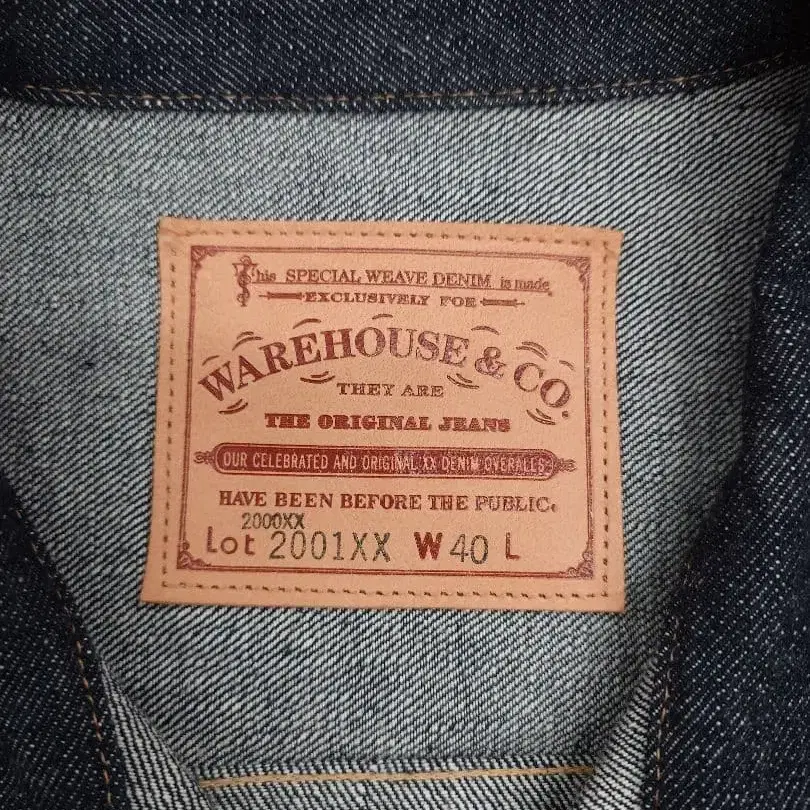 This SPECIAL WEAVE DENIM is made
EXCLUSIVELY FOR
WAREHOUSE & CO.
THEY ARE
THE ORIGINAL JEANS
OUR CELEBRATED AND ORIGINAL XX DENIM OVERALLS
HAVE BEEN BEFORE THE PUBLIC.
2000XX
Lot 2001XX W 40 L